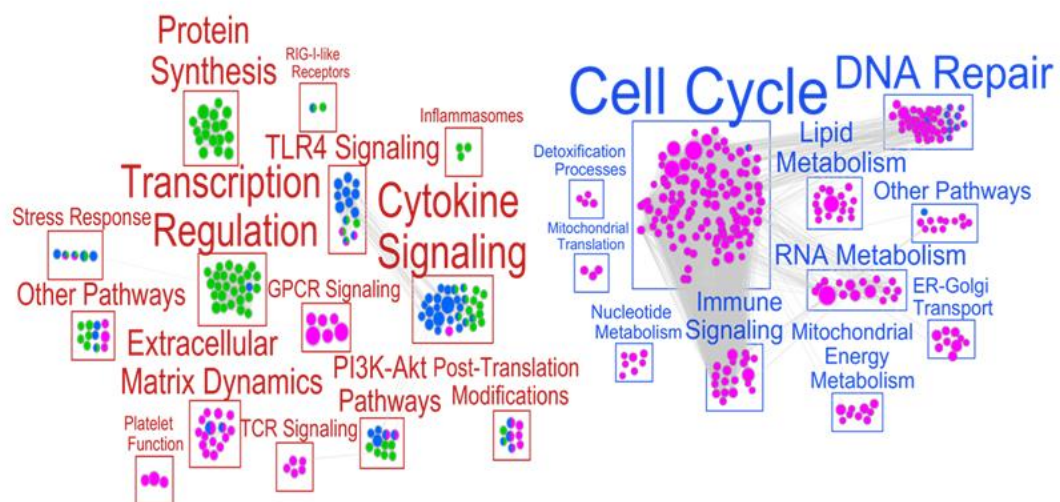 Protein
Synthesis
RIG-I-like
Receptors
Inflammasomes
TLR4 Signaling
Transcription
Regulation
Cytokine
Signaling
Stress Response
Other Pathways
GPCR Signaling
Extracellular
Matrix Dynamics
PI3K-Akt
Pathways
Post-Translation
Modifications
Platelet
Function
TCR Signaling
Cell Cycle
DNA Repair
Detoxification
Processes
Lipid
Metabolism
Other Pathways
Mitochondrial
Translation
RNA Metabolism
ER-Golgi
Transport
Immune
Signaling
Nucleotide
Metabolism
Mitochondrial
Energy
Metabolism